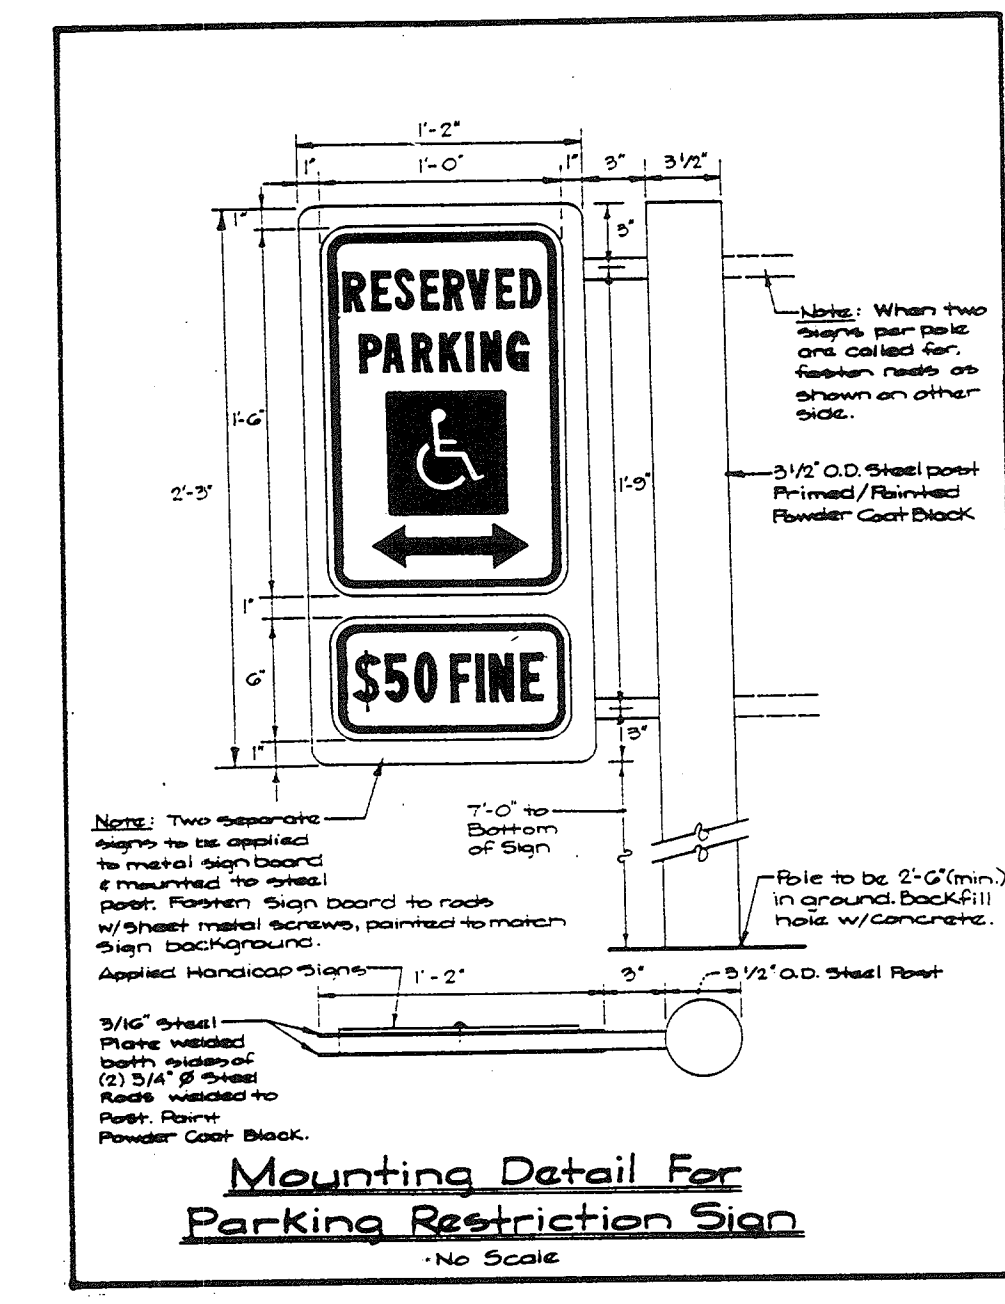 1'-2"
1" 1'-0" 1" 3" 3 1/2"
1"
3"
RESERVED
PARKING
1'-6"
2'-3"
1'-9"
Note: When two
signs per pole
are called for,
fasten rods as
shown on other
side.
3 1/2" O.D. Steel post
Primed/Painted
Powder Coat Black
1"
$50 FINE
6"
1"
3"
Note: Two separate
signs to be applied
to metal sign board
& mounted to steel
post. Fasten Sign board to rods
w/sheet metal screws, painted to match
Sign background.
7'-0" to
Bottom
of Sign
Pole to be 2'-6" (min.)
in ground. Backfill
hole w/concrete.
Applied Handicap Signs
1'-2" 3" 3 1/2" O.D. Steel Post
3/16" Steel
Plate welded
both sides of
(2) 3/4" Ø Steel
Rods welded to
Post. Paint
Powder Coat Black.
Mounting Detail For
Parking Restriction Sign
No Scale